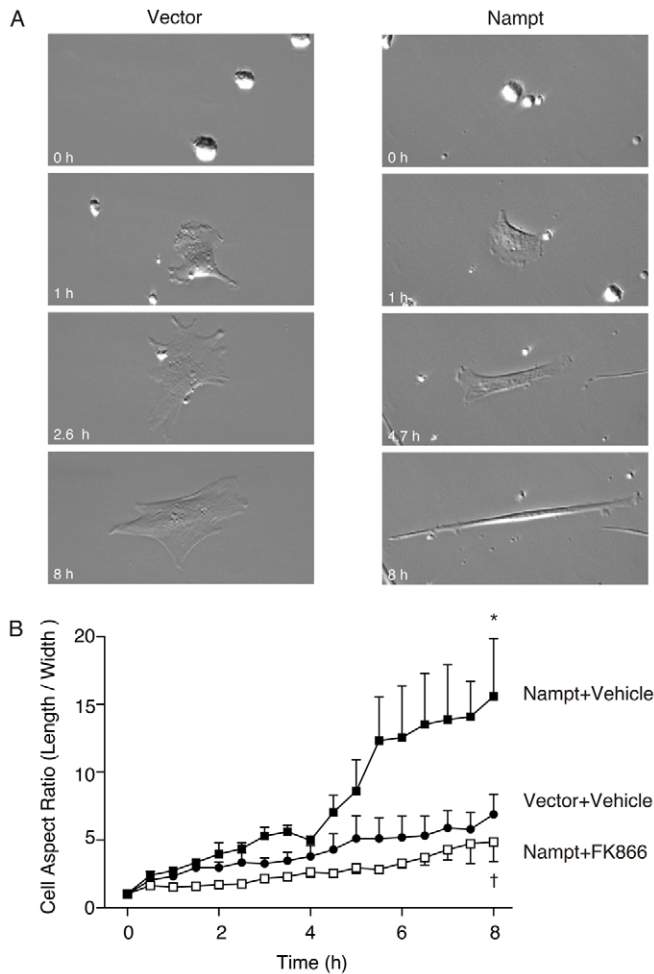 A
Vector
Nampt
0 h
0 h
1 h
1 h
2.6 h
4.7 h
8 h
8 h
B
Cell Aspect Ratio (Length / Width)
20
15
10
5
0
*
Nampt+Vehicle
Vector+Vehicle
Nampt+FK866
†
0
2
4
6
8
Time (h)